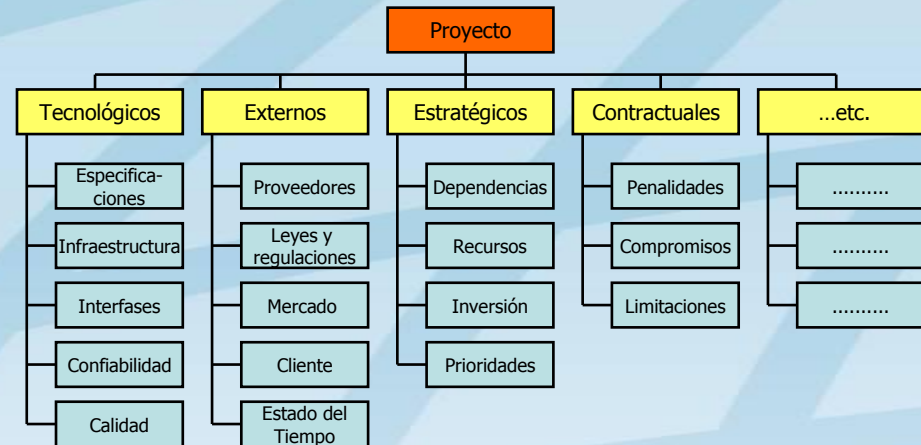 Proyecto
Tecnológicos
Externos
Estratégicos
Contractuales
...etc.
Especifica-
ciones
Infraestructura
Interfases
Confiabilidad
Calidad
Proveedores
Leyes y
regulaciones
Mercado
Cliente
Estado del
Tiempo
Dependencias
Recursos
Inversión
Prioridades
Penalidades
Compromisos
Limitaciones
..........
..........
..........